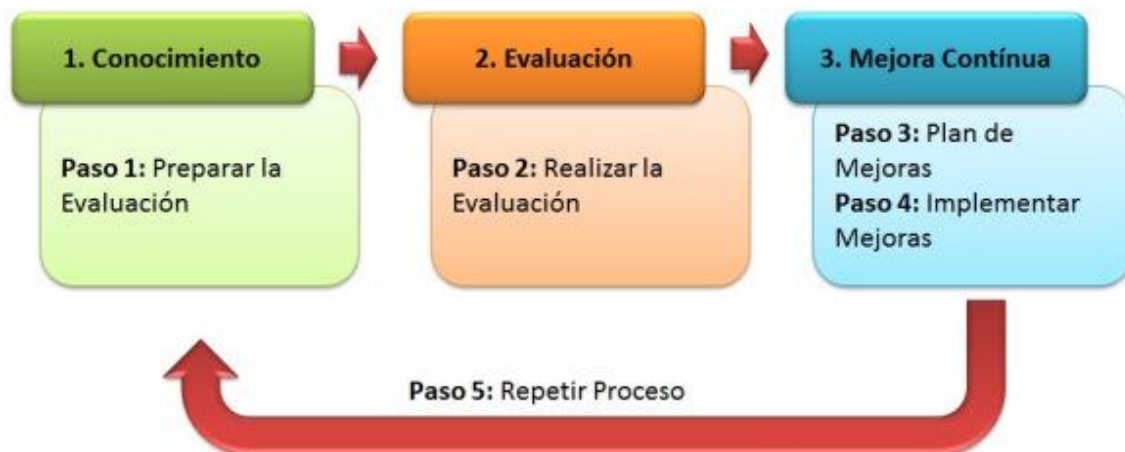 1. Conocimiento
Paso 1: Preparar la
Evaluación
2. Evaluación
Paso 2: Realizar la
Evaluación
3. Mejora Contínua
Paso 3: Plan de
Mejoras
Paso 4: Implementar
Mejoras
Paso 5: Repetir Proceso